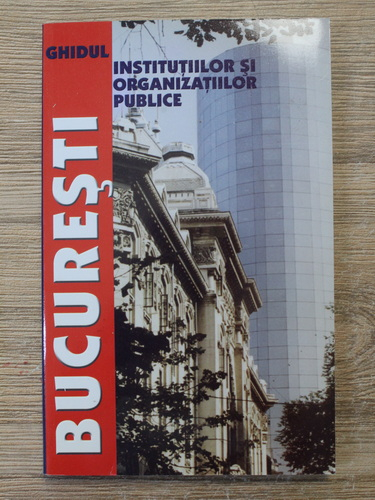 GHIDUL
INSTITUȚIILOR ȘI
ORGANIZAȚIILOR
PUBLICE
BUCUREȘTI